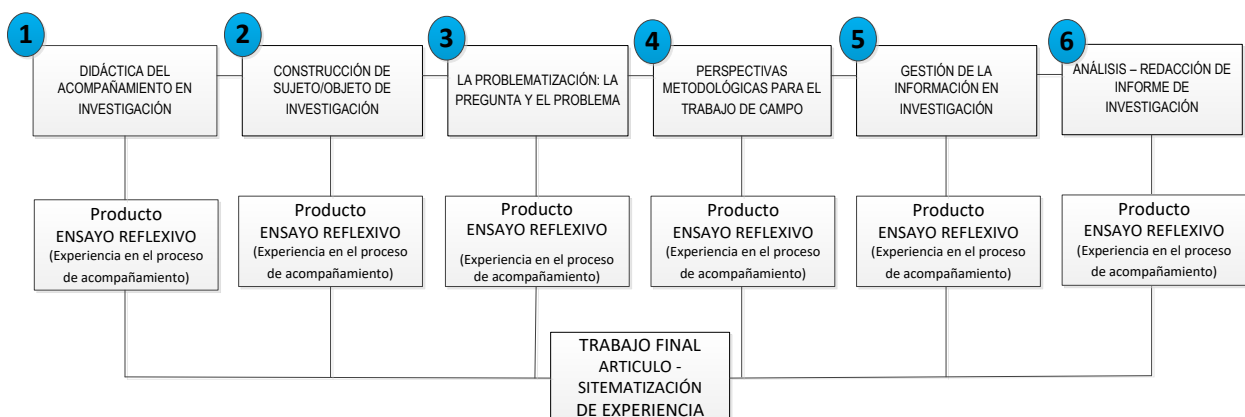 1
DIDÁCTICA DEL
ACOMPAÑAMIENTO EN
INVESTIGACIÓN
2
CONSTRUCCIÓN DE
SUJETO/OBJETO DE
INVESTIGACIÓN
3
LA PROBLEMATIZACIÓN: LA
PREGUNTA Y EL PROBLEMA
4
PERSPECTIVAS
METODOLÓGICAS PARA EL
TRABAJO DE CAMPO
5
GESTIÓN DE LA
INFORMACIÓN EN
INVESTIGACIÓN
6
ANÁLISIS – REDACCIÓN DE
INFORME DE
INVESTIGACIÓN
Producto
ENSAYO REFLEXIVO
(Experiencia en el proceso
de acompañamiento)
Producto
ENSAYO REFLEXIVO
(Experiencia en el proceso
de acompañamiento)
Producto
ENSAYO REFLEXIVO
(Experiencia en el proceso
de acompañamiento)
Producto
ENSAYO REFLEXIVO
(Experiencia en el proceso
de acompañamiento)
Producto
ENSAYO REFLEXIVO
(Experiencia en el proceso
de acompañamiento)
Producto
ENSAYO REFLEXIVO
(Experiencia en el proceso
de acompañamiento)
TRABAJO FINAL
ARTICULO -
SITEMATIZACIÓN
DE EXPERIENCIA